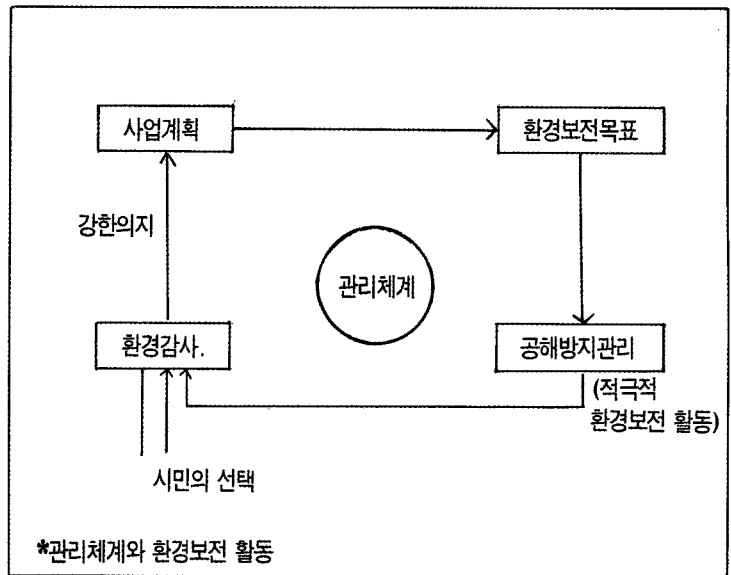 사업계획
환경보전목표
강한의지
관리체계
환경감사.
공해방지관리
(적극적
환경보전 활동)
시민의 선택
*관리체계와 환경보전 활동